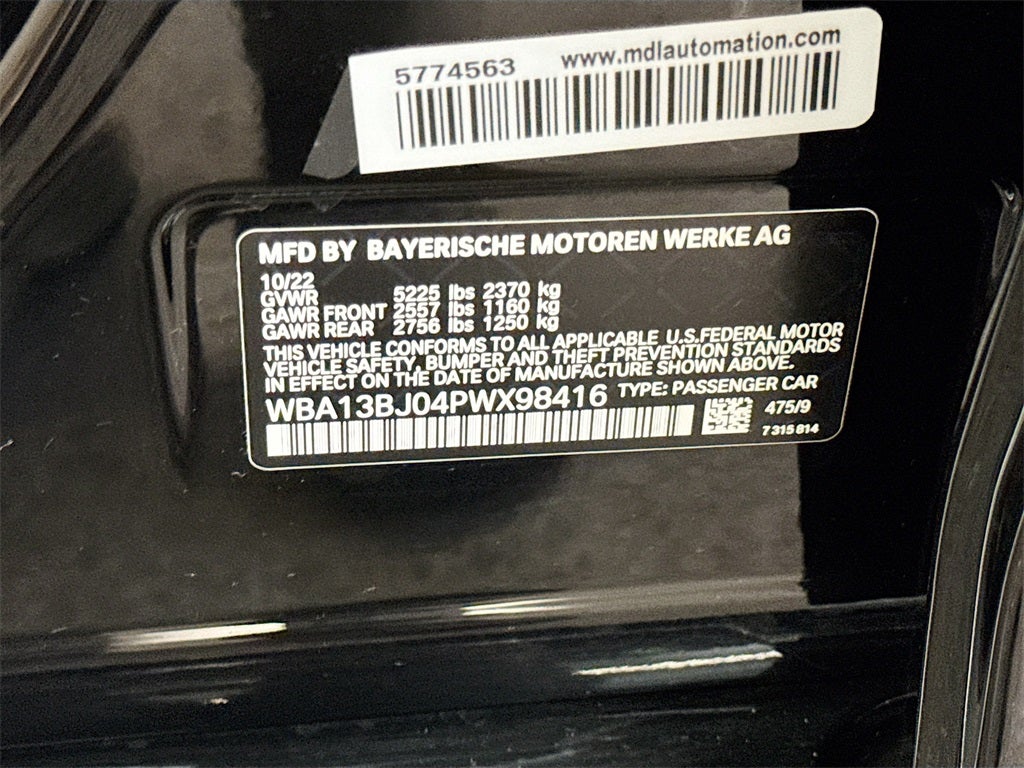 5774563 www.mdlautomation.com
MFD BY BAYERISCHE MOTOREN WERKE AG
10/22
GVWR 5225 lbs 2370 kg
GAWR FRONT 2557 lbs 1160 kg
GAWR REAR 2756 lbs 1250 kg
THIS VEHICLE CONFORMS TO ALL APPLICABLE U.S.FEDERAL MOTOR
VEHICLE SAFETY, BUMPER AND THEFT PREVENTION STANDARDS
IN EFFECT ON THE DATE OF MANUFACTURE SHOWN ABOVE.
WBA13BJ04PWX98416 TYPE: PASSENGER CAR
475/9
7315814